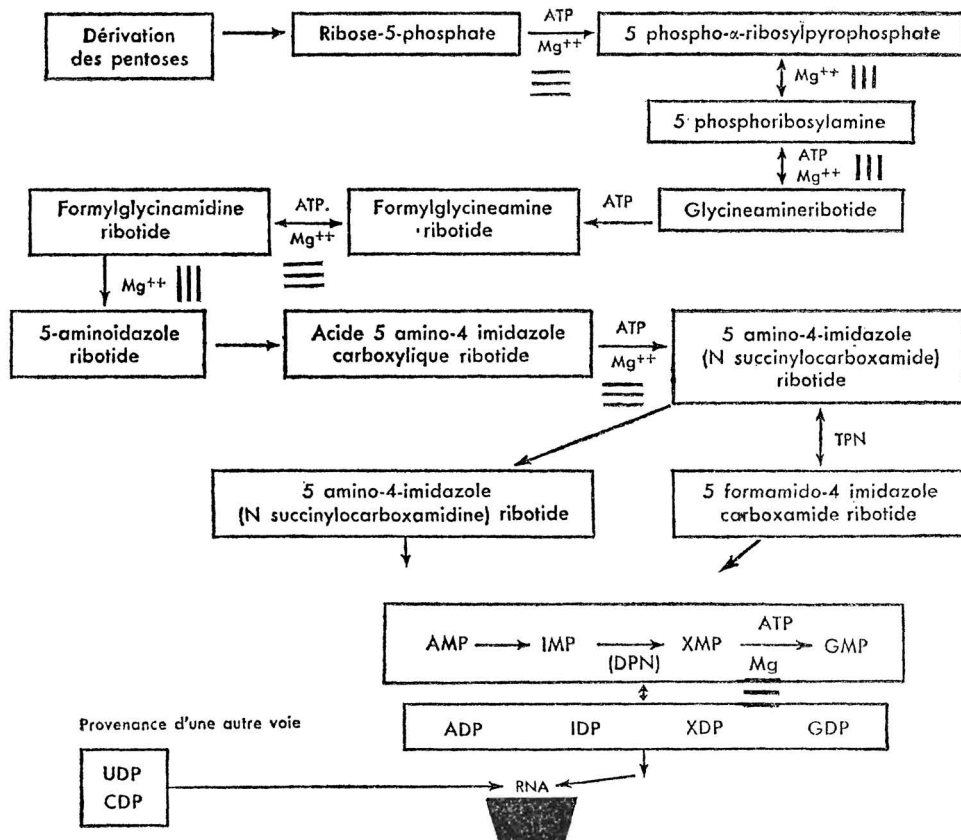 Dérivation
des pentoses
Ribose-5-phosphate
ATP
Mg++
5 phospho-α-ribosylpyrophosphate
Mg++
5 phosphoribosylamine
ATP
Mg++
Glycineamineribotide
ATP
Formylglycineamine
ribotide
ATP.
Mg++
Formylglycinamidine
ribotide
Mg++
5-aminoïdazole
ribotide
Acide 5 amino-4 imidazole
carboxylique ribotide
ATP
Mg++
5 amino-4-imidazole
(N succinylocarboxamide)
ribotide
TPN
5 amino-4-imidazole
(N succinylocarboxamidine) ribotide
5 formamido-4 imidazole
carboxamide ribotide
AMP
IMP
(DPN)
XMP
ATP
Mg
GMP
ADP
IDP
XDP
GDP
Provenance d'une autre voie
UDP
CDP
RNA